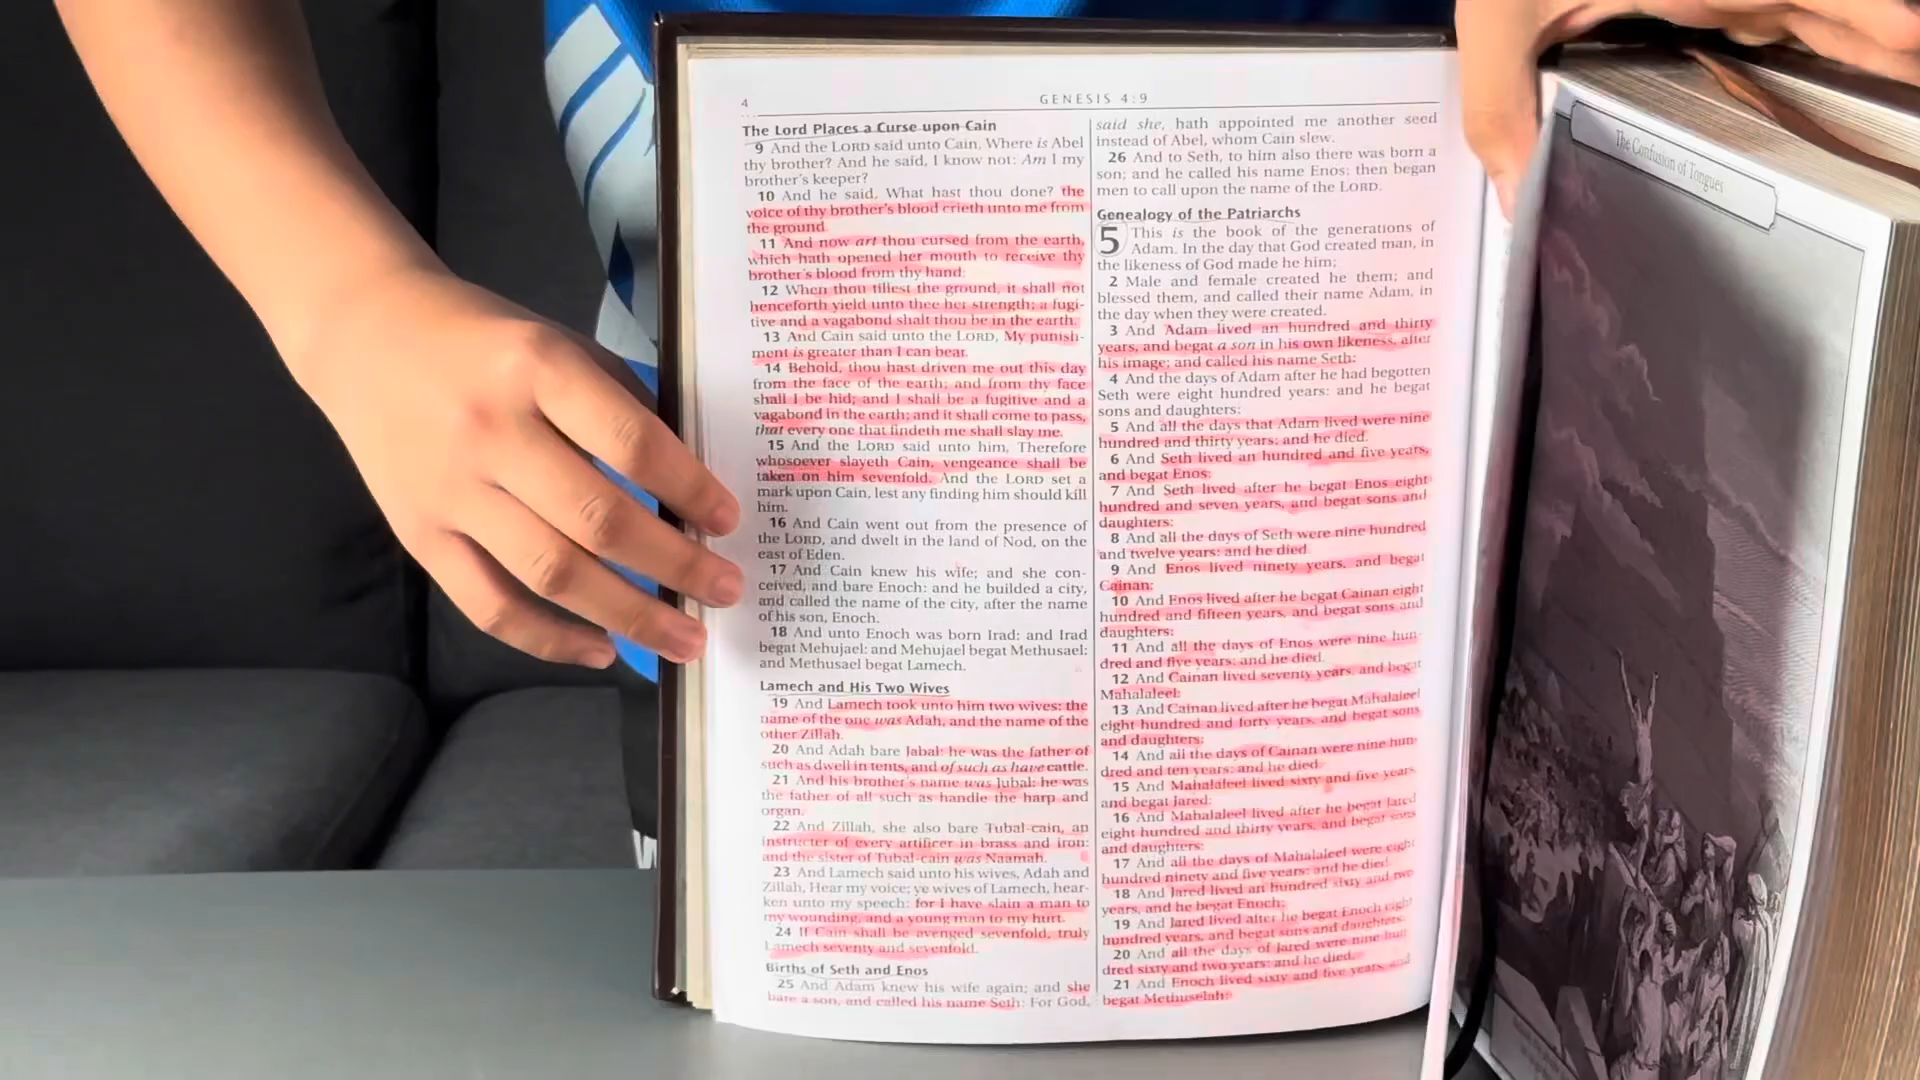 4
GENESIS 4:9
The Lord Places a Curse upon Cain
9 And the LORD said unto Cain, Where is Abel
thy brother? And he said, I know not: Am I my
brother's keeper?
10 And he said, What hast thou done? the
voice of thy brother's blood crieth unto me from
the ground.
11 And now art thou cursed from the earth,
which hath opened her mouth to receive thy
brother's blood from thy hand:
12 When thou tillest the ground, it shall not
henceforth yield unto thee her strength; a fugi-
tive and a vagabond shalt thou be in the earth.
13 And Cain said unto the LORD, My punish-
ment is greater than I can bear.
14 Behold, thou hast driven me out this day
from the face of the earth; and from thy face
shall I be hid; and I shall be a fugitive and a
vagabond in the earth; and it shall come to pass,
that every one that findeth me shall slay me.
15 And the LORD said unto him, Therefore
whosoever slayeth Cain, vengeance shall be
taken on him sevenfold. And the LORD set a
mark upon Cain, lest any finding him should kill
him.
16 And Cain went out from the presence of
the LORD, and dwelt in the land of Nod, on the
east of Eden.
17 And Cain knew his wife; and she con-
ceived, and bare Enoch: and he builded a city,
and called the name of the city, after the name
of his son, Enoch.
18 And unto Enoch was born Irad: and Irad
begat Mehujael: and Mehujael begat Methusael:
and Methusael begat Lamech.
Lamech and His Two Wives
19 And Lamech took unto him two wives: the
name of the one was Adah, and the name of the
other Zillah.
20 And Adah bare Jabal: he was the father of
such as dwell in tents, and of such as have cattle.
21 And his brother's name was Jubal: he was
the father of all such as handle the harp and
organ.
22 And Zillah, she also bare Tubal-cain, an
instructer of every artificer in brass and iron:
and the sister of Tubal-cain was Naamah.
23 And Lamech said unto his wives, Adah and
Zillah, Hear my voice; ye wives of Lamech, hear-
ken unto my speech: for I have slain a man to
my wounding, and a young man to my hurt.
24 If Cain shall be avenged sevenfold, truly
Lamech seventy and sevenfold.
Births of Seth and Enos
25 And Adam knew his wife again; and she
bare a son, and called his name Seth: For God,
said she, hath appointed me another seed
instead of Abel, whom Cain slew.
26 And to Seth, to him also there was born a
son; and he called his name Enos: then began
men to call upon the name of the LORD.
Genealogy of the Patriarchs
5 This is the book of the generations of
Adam. In the day that God created man, in
the likeness of God made he him;
2 Male and female created he them; and
blessed them, and called their name Adam, in
the day when they were created.
3 And Adam lived an hundred and thirty
years, and begat a son in his own likeness, after
his image; and called his name Seth:
4 And the days of Adam after he had begotten
Seth were eight hundred years: and he begat
sons and daughters:
5 And all the days that Adam lived were nine
hundred and thirty years: and he died.
6 And Seth lived an hundred and five years,
and begat Enos:
7 And Seth lived after he begat Enos eight
hundred and seven years, and begat sons and
daughters:
8 And all the days of Seth were nine hundred
and twelve years: and he died.
9 And Enos lived ninety years, and begat
Cainan:
10 And Enos lived after he begat Cainan eight
hundred and fifteen years, and begat sons and
daughters:
11 And all the days of Enos were nine hun-
dred and five years: and he died.
12 And Cainan lived seventy years, and begat
Mahalaleel:
13 And Cainan lived after he begat Mahalaleel
eight hundred and forty years, and begat sons
and daughters:
14 And all the days of Cainan were nine hun-
dred and ten years: and he died.
15 And Mahalaleel lived sixty and five years,
and begat Jared:
16 And Mahalaleel lived after he begat Jared
eight hundred and thirty years, and begat sons
and daughters:
17 And all the days of Mahalaleel were eight
hundred ninety and five years: and he died.
18 And Jared lived an hundred sixty and two
years, and he begat Enoch:
19 And Jared lived after he begat Enoch eight
hundred years, and begat sons and daughters:
20 And all the days of Jared were nine hun-
dred sixty and two years: and he died.
21 And Enoch lived sixty and five years, and
begat Methuselah:
The Confusion of Tongues